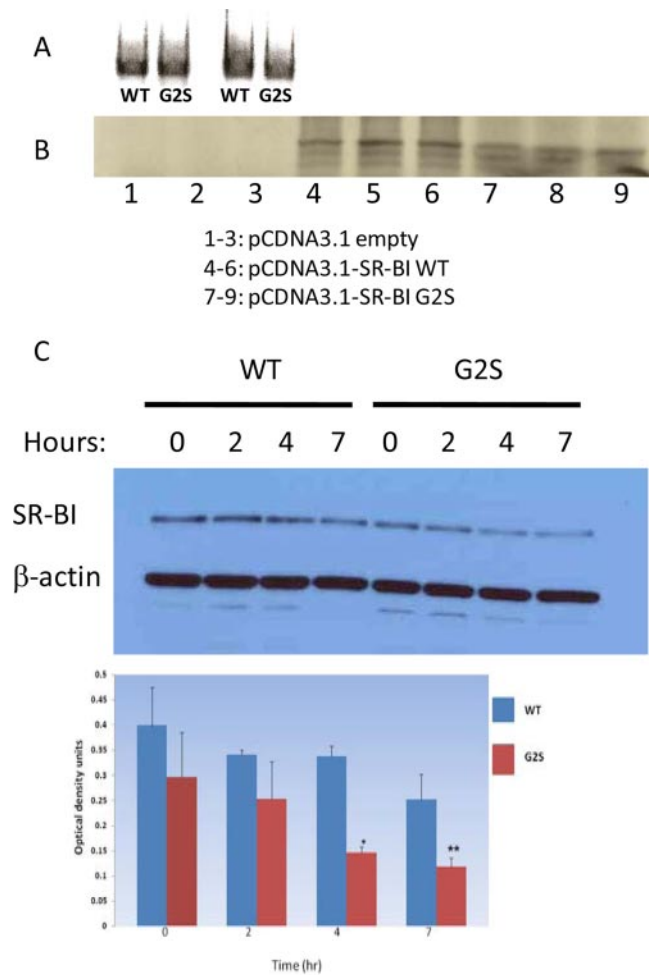 A
WT G2S WT G2S
B
1 2 3 4 5 6 7 8 9
1-3: pCDNA3.1 empty
4-6: pCDNA3.1-SR-BI WT
7-9: pCDNA3.1-SR-BI G2S
C
WT G2S
Hours: 0 2 4 7 0 2 4 7
SR-BI
β-actin
0.5
0.45
0.4
0.35
0.3
0.25
0.2
0.15
0.1
0.05
0
Optical density units
* **
0 2 4 7
Time (hr)
WT
G2S